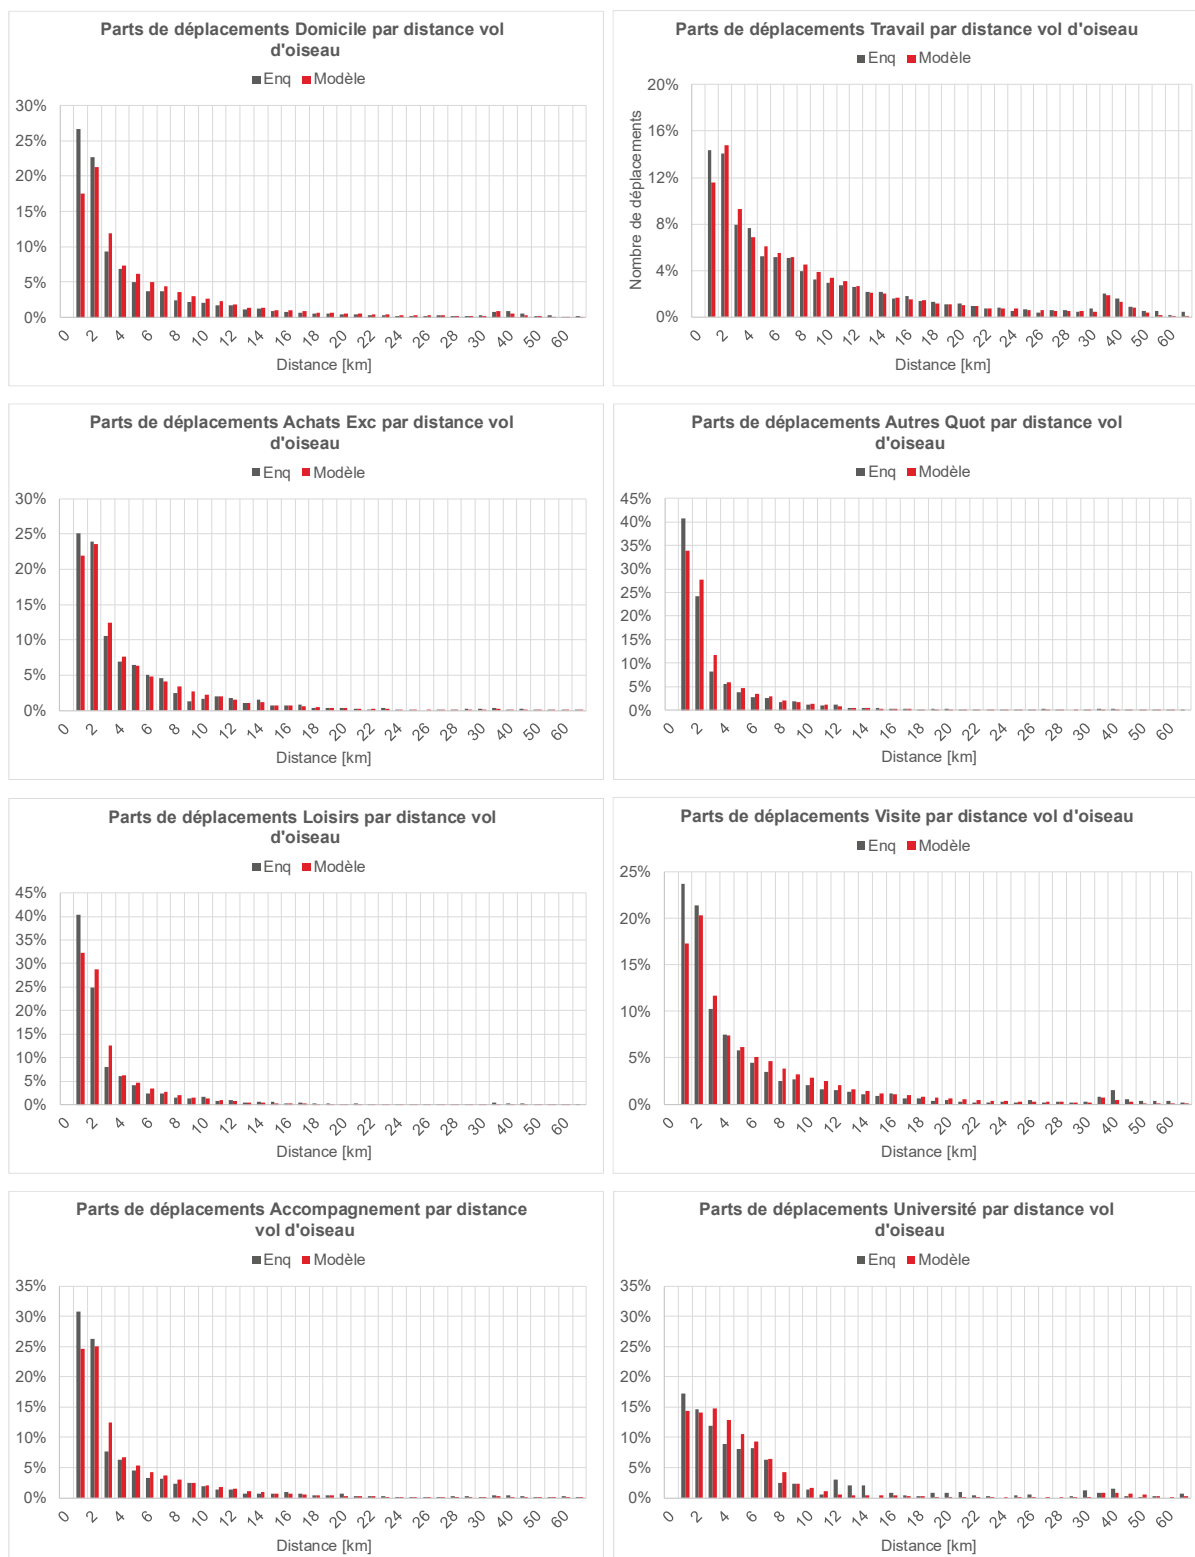 Parts de déplacements Domicile par distance vol
d'oiseau
Enq Modèle
30%
25%
20%
15%
10%
5%
0%
0 2 4 6 8 10 12 14 16 18 20 22 24 26 28 30 40 50 60
Distance [km]
Parts de déplacements Travail par distance vol d'oiseau
Enq Modèle
Nombre de déplacements
20%
16%
12%
8%
4%
0%
0 2 4 6 8 10 12 14 16 18 20 22 24 26 28 30 40 50 60
Distance [km]
Parts de déplacements Achats Exc par distance vol
d'oiseau
Enq Modèle
30%
25%
20%
15%
10%
5%
0%
0 2 4 6 8 10 12 14 16 18 20 22 24 26 28 30 40 50 60
Distance [km]
Parts de déplacements Autres Quot par distance vol
d'oiseau
Enq Modèle
45%
40%
35%
30%
25%
20%
15%
10%
5%
0%
0 2 4 6 8 10 12 14 16 18 20 22 24 26 28 30 40 50 60
Distance [km]
Parts de déplacements Loisirs par distance vol
d'oiseau
Enq Modèle
45%
40%
35%
30%
25%
20%
15%
10%
5%
0%
0 2 4 6 8 10 12 14 16 18 20 22 24 26 28 30 40 50 60
Distance [km]
Parts de déplacements Visite par distance vol d'oiseau
Enq Modèle
25%
20%
15%
10%
5%
0%
0 2 4 6 8 10 12 14 16 18 20 22 24 26 28 30 40 50 60
Distance [km]
Parts de déplacements Accompagnement par distance
vol d'oiseau
Enq Modèle
35%
30%
25%
20%
15%
10%
5%
0%
0 2 4 6 8 10 12 14 16 18 20 22 24 26 28 30 40 50 60
Distance [km]
Parts de déplacements Université par distance vol
d'oiseau
Enq Modèle
35%
30%
25%
20%
15%
10%
5%
0%
0 2 4 6 8 10 12 14 16 18 20 22 24 26 28 30 40 50 60
Distance [km]